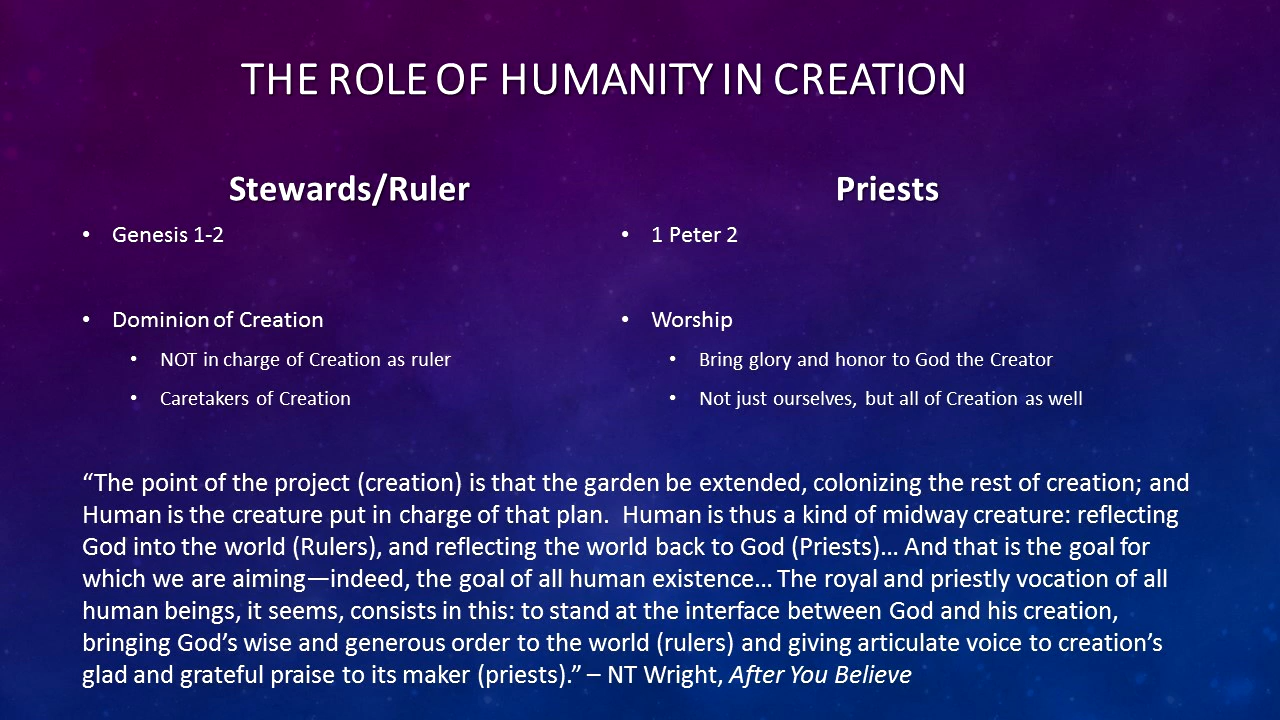 THE ROLE OF HUMANITY IN CREATION
Stewards/Ruler
• Genesis 1-2
• Dominion of Creation
• NOT in charge of Creation as ruler
• Caretakers of Creation
Priests
• 1 Peter 2
• Worship
• Bring glory and honor to God the Creator
• Not just ourselves, but all of Creation as well
“The point of the project (creation) is that the garden be extended, colonizing the rest of creation; and
Human is the creature put in charge of that plan.  Human is thus a kind of midway creature: reflecting
God into the world (Rulers), and reflecting the world back to God (Priests)… And that is the goal for
which we are aiming—indeed, the goal of all human existence… The royal and priestly vocation of all
human beings, it seems, consists in this: to stand at the interface between God and his creation,
bringing God’s wise and generous order to the world (rulers) and giving articulate voice to creation’s
glad and grateful praise to its maker (priests).” – NT Wright, After You Believe